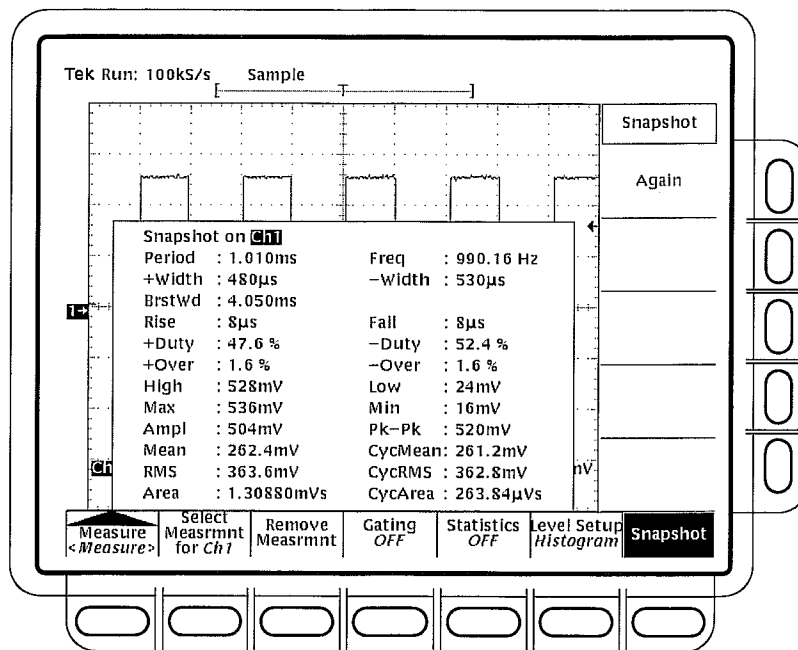 Tek Run: 100kS/s Sample
Snapshot
Again
Snapshot on Ch1
Period : 1.010ms Freq : 990.16 Hz
+Width : 480µs −Width : 530µs
BrstWd : 4.050ms
Rise : 8µs Fall : 8µs
+Duty : 47.6 % −Duty : 52.4 %
+Over : 1.6 % −Over : 1.6 %
High : 528mV Low : 24mV
Max : 536mV Min : 16mV
Ampl : 504mV Pk−Pk : 520mV
Mean : 262.4mV CycMean: 261.2mV
RMS : 363.6mV CycRMS : 362.8mV
Area : 1.30880mVs CycArea : 263.84µVs
1→
Ch
mV
Measure
<Measure>
Select
Measrmnt
for Ch1
Remove
Measrmnt
Gating
OFF
Statistics
OFF
Level Setup
Histogram
Snapshot